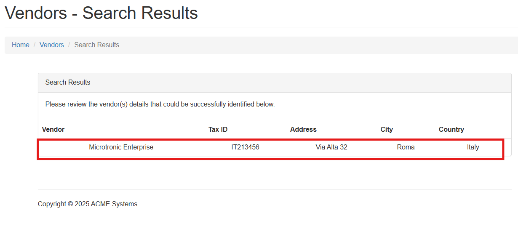 Vendors - Search Results
Home / Vendors / Search Results
Search Results
Please review the vendor(s) details that could be successfully identified below.
Vendor Tax ID Address City Country
Microtronic Enterprise IT213456 Via Alta 32 Roma Italy
Copyright © 2025 ACME Systems